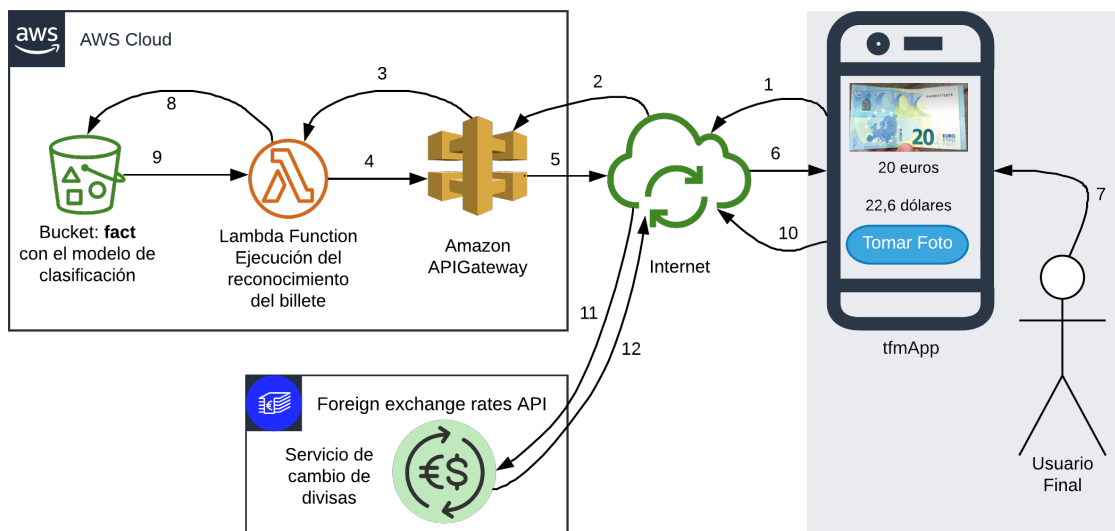 aws
AWS Cloud
3
2
1
8
9
4
5
6
7
10
11
12
20
EURO
20 euros
22,6 dólares
Tomar Foto
tfmApp
Bucket: fact
con el modelo de
clasificación
Lambda Function
Ejecución del
reconocimiento
del billete
Amazon
APIGateway
Internet
Foreign exchange rates API
Servicio de
cambio de
divisas
€$
Usuario
Final